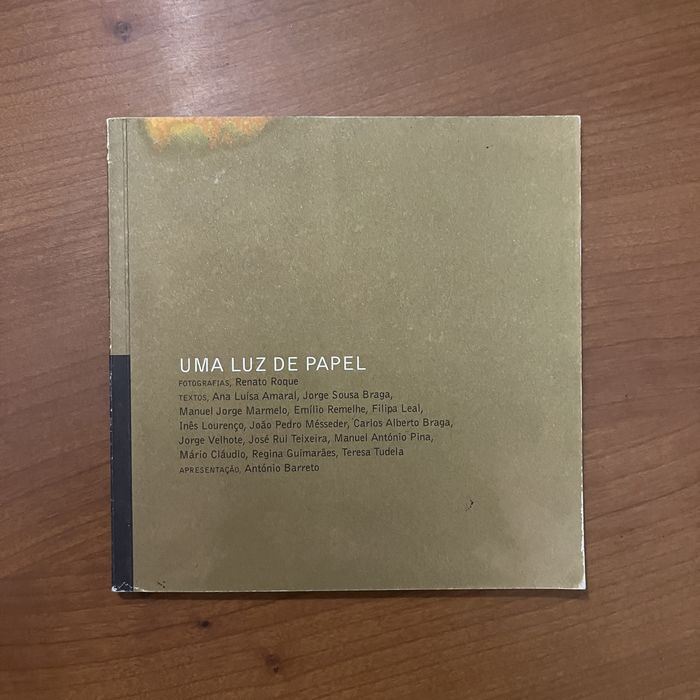 UMA LUZ DE PAPEL
FOTOGRAFIAS, Renato Roque
TEXTOS, Ana Luísa Amaral, Jorge Sousa Braga,
Manuel Jorge Marmelo, Emílio Remelhe, Filipa Leal,
Inês Lourenço, João Pedro Mésseder, Carlos Alberto Braga,
Jorge Velhote, José Rui Teixeira, Manuel António Pina,
Mário Cláudio, Regina Guimarães, Teresa Tudela
APRESENTAÇÃO, António Barreto